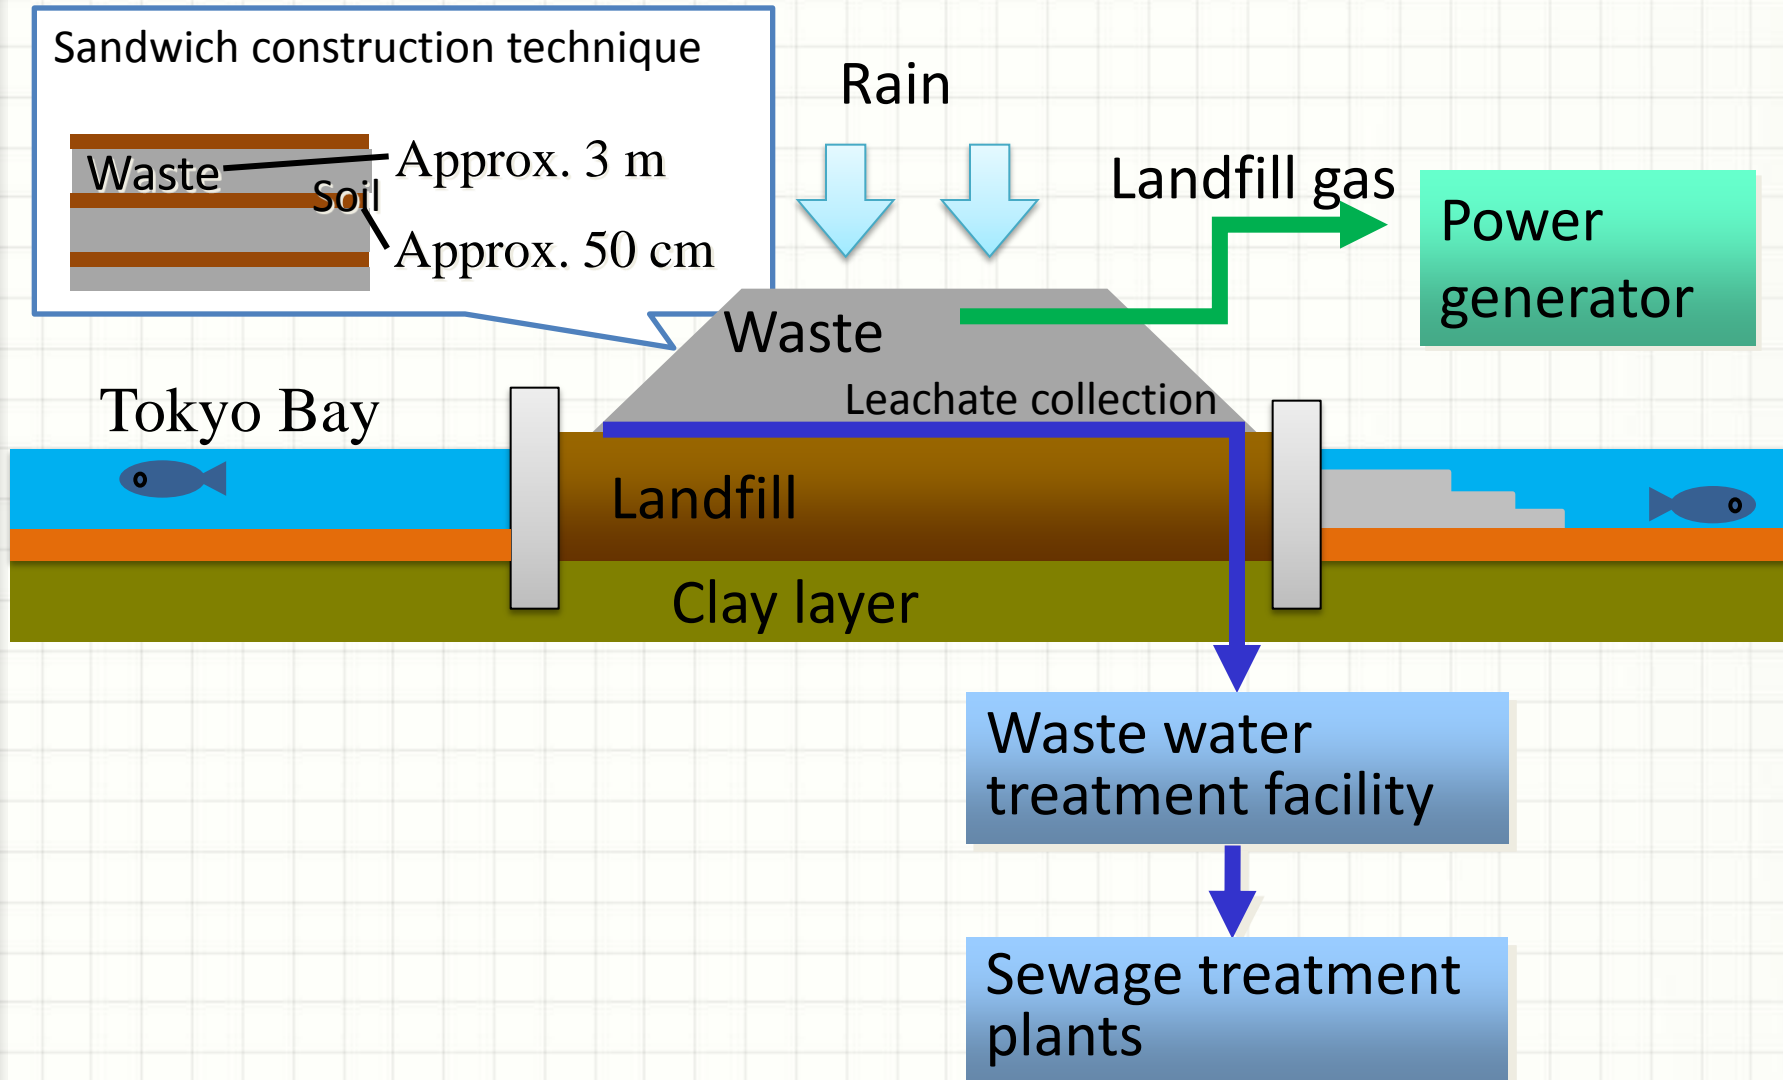 Sandwich construction technique
Waste
Approx. 3 m
Soil
Approx. 50 cm
Rain
Landfill gas
Power
generator
Waste
Leachate collection
Tokyo Bay
Landfill
Clay layer
Waste water
treatment facility
Sewage treatment
plants